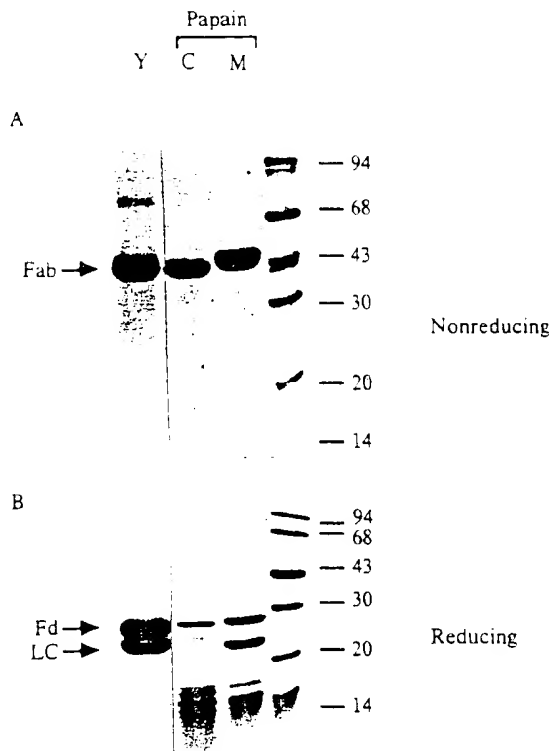 Papain
Y C M
A
94
68
43
Fab
30
Nonreducing
20
14
B
94
68
43
30
Fd
Reducing
LC
20
14